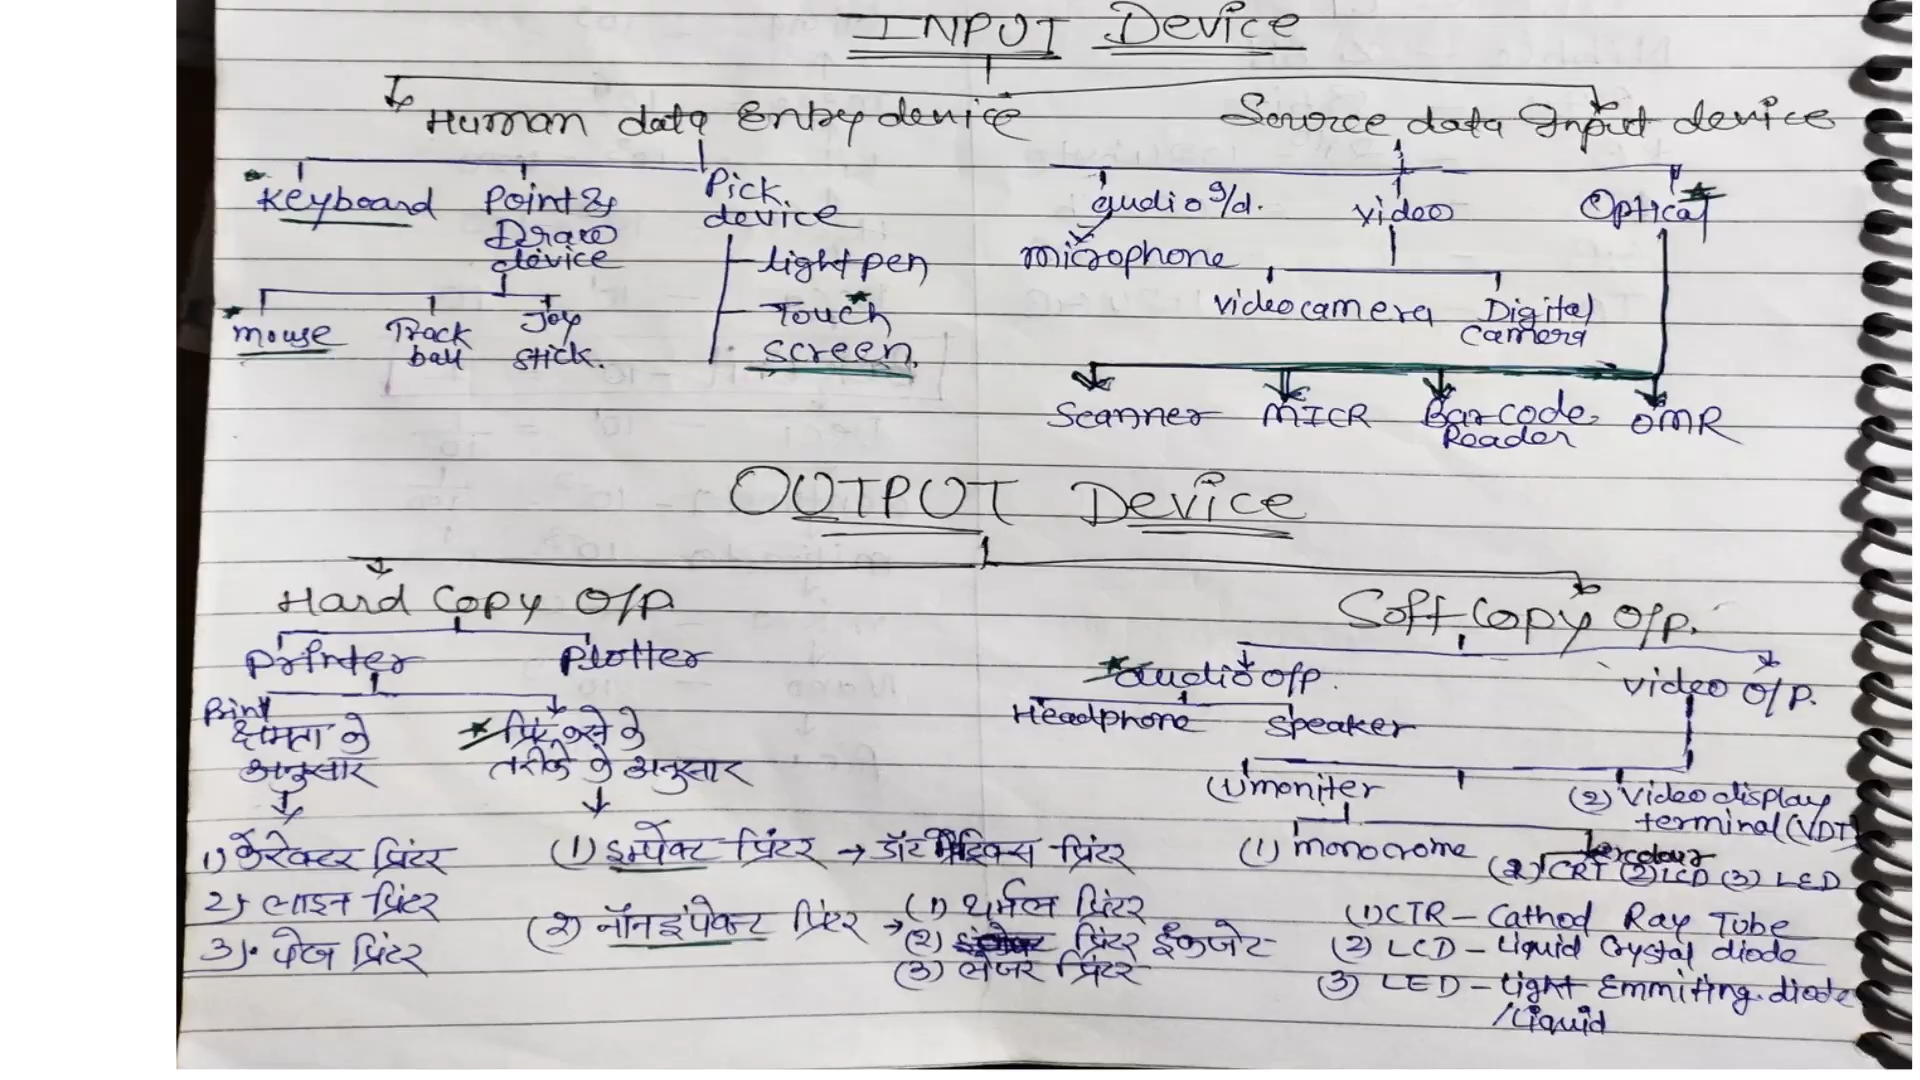 INPUT Device
Human data Entry device
Source data Input device
Keyboard
Point & Draw device
Pick device
audio I/d.
video
Optical
microphone
light pen
Touch screen
videocamera
Digital camera
mouse
Track ball
Joy stick.
Scanner
MICR
Bar code Reader
OMR
OUTPUT Device
Hard Copy O/P
Soft Copy O/p.
Printer
Plotter
audio o/p.
video O/p.
Headphone
speaker
Print क्षमता के अनुसार
के तरीके के अनुसार
(1) moniter
(2) Video display terminal (VDT)
1) कैरेक्टर प्रिंटर
(1) इम्पेक्ट प्रिंटर → डॉट मैट्रिक्स प्रिंटर
(1) monocrome
colour
(2) CRT (2) LCD (3) LED
2) लाइन प्रिंटर
3). पेज प्रिंटर
(2) नॉन इंपेक्ट प्रिंटर →
(1) थर्मल प्रिंटर
(2) प्रिंटर इंकजेट
(3) लेजर प्रिंटर
(1) CTR - Cathod Ray Tube
(2) LCD - Liquid Crystal diode
(3) LED - Light Emmiting. diode
/ Liquid